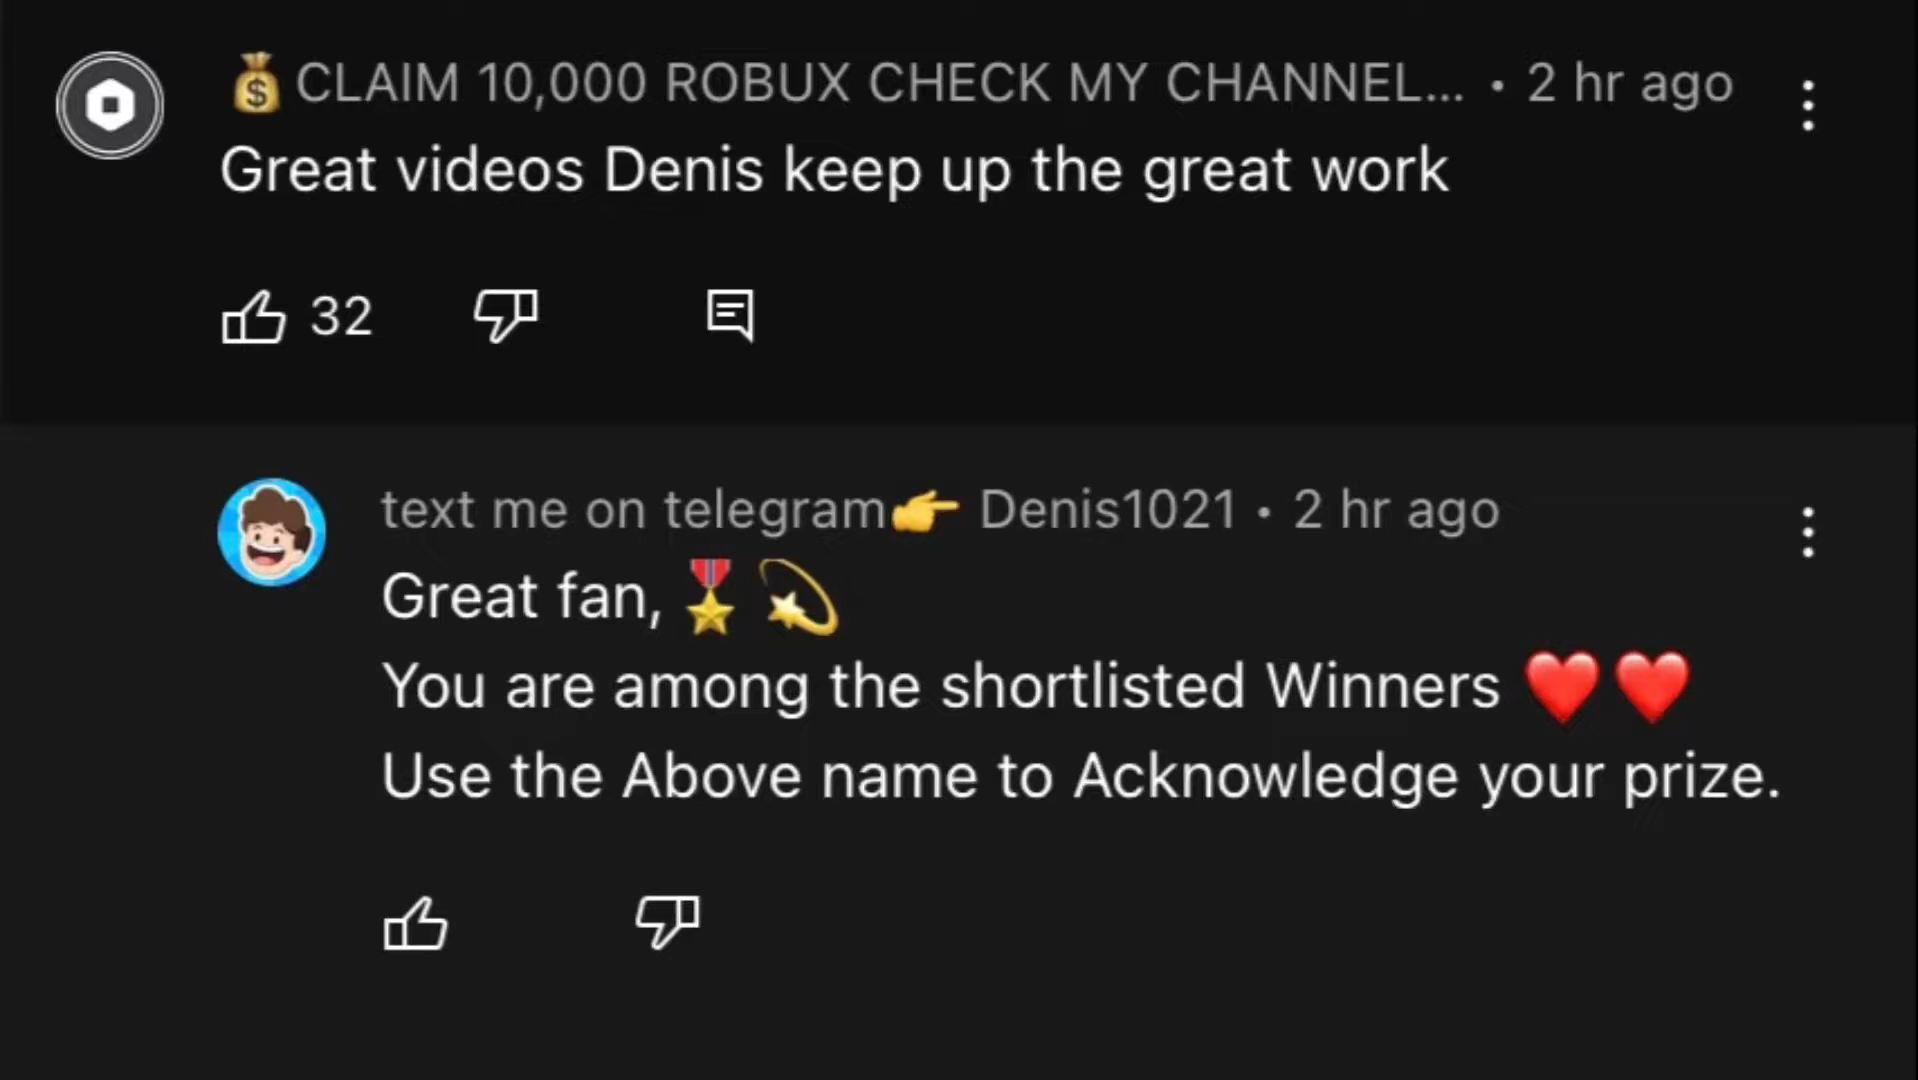 💰CLAIM 10,000 ROBUX CHECK MY CHANNEL... • 2 hr ago
Great videos Denis keep up the great work
32
text me on telegram👉 Denis1021 • 2 hr ago
Great fan,🎖️💫
You are among the shortlisted Winners ❤️❤️
Use the Above name to Acknowledge your prize.